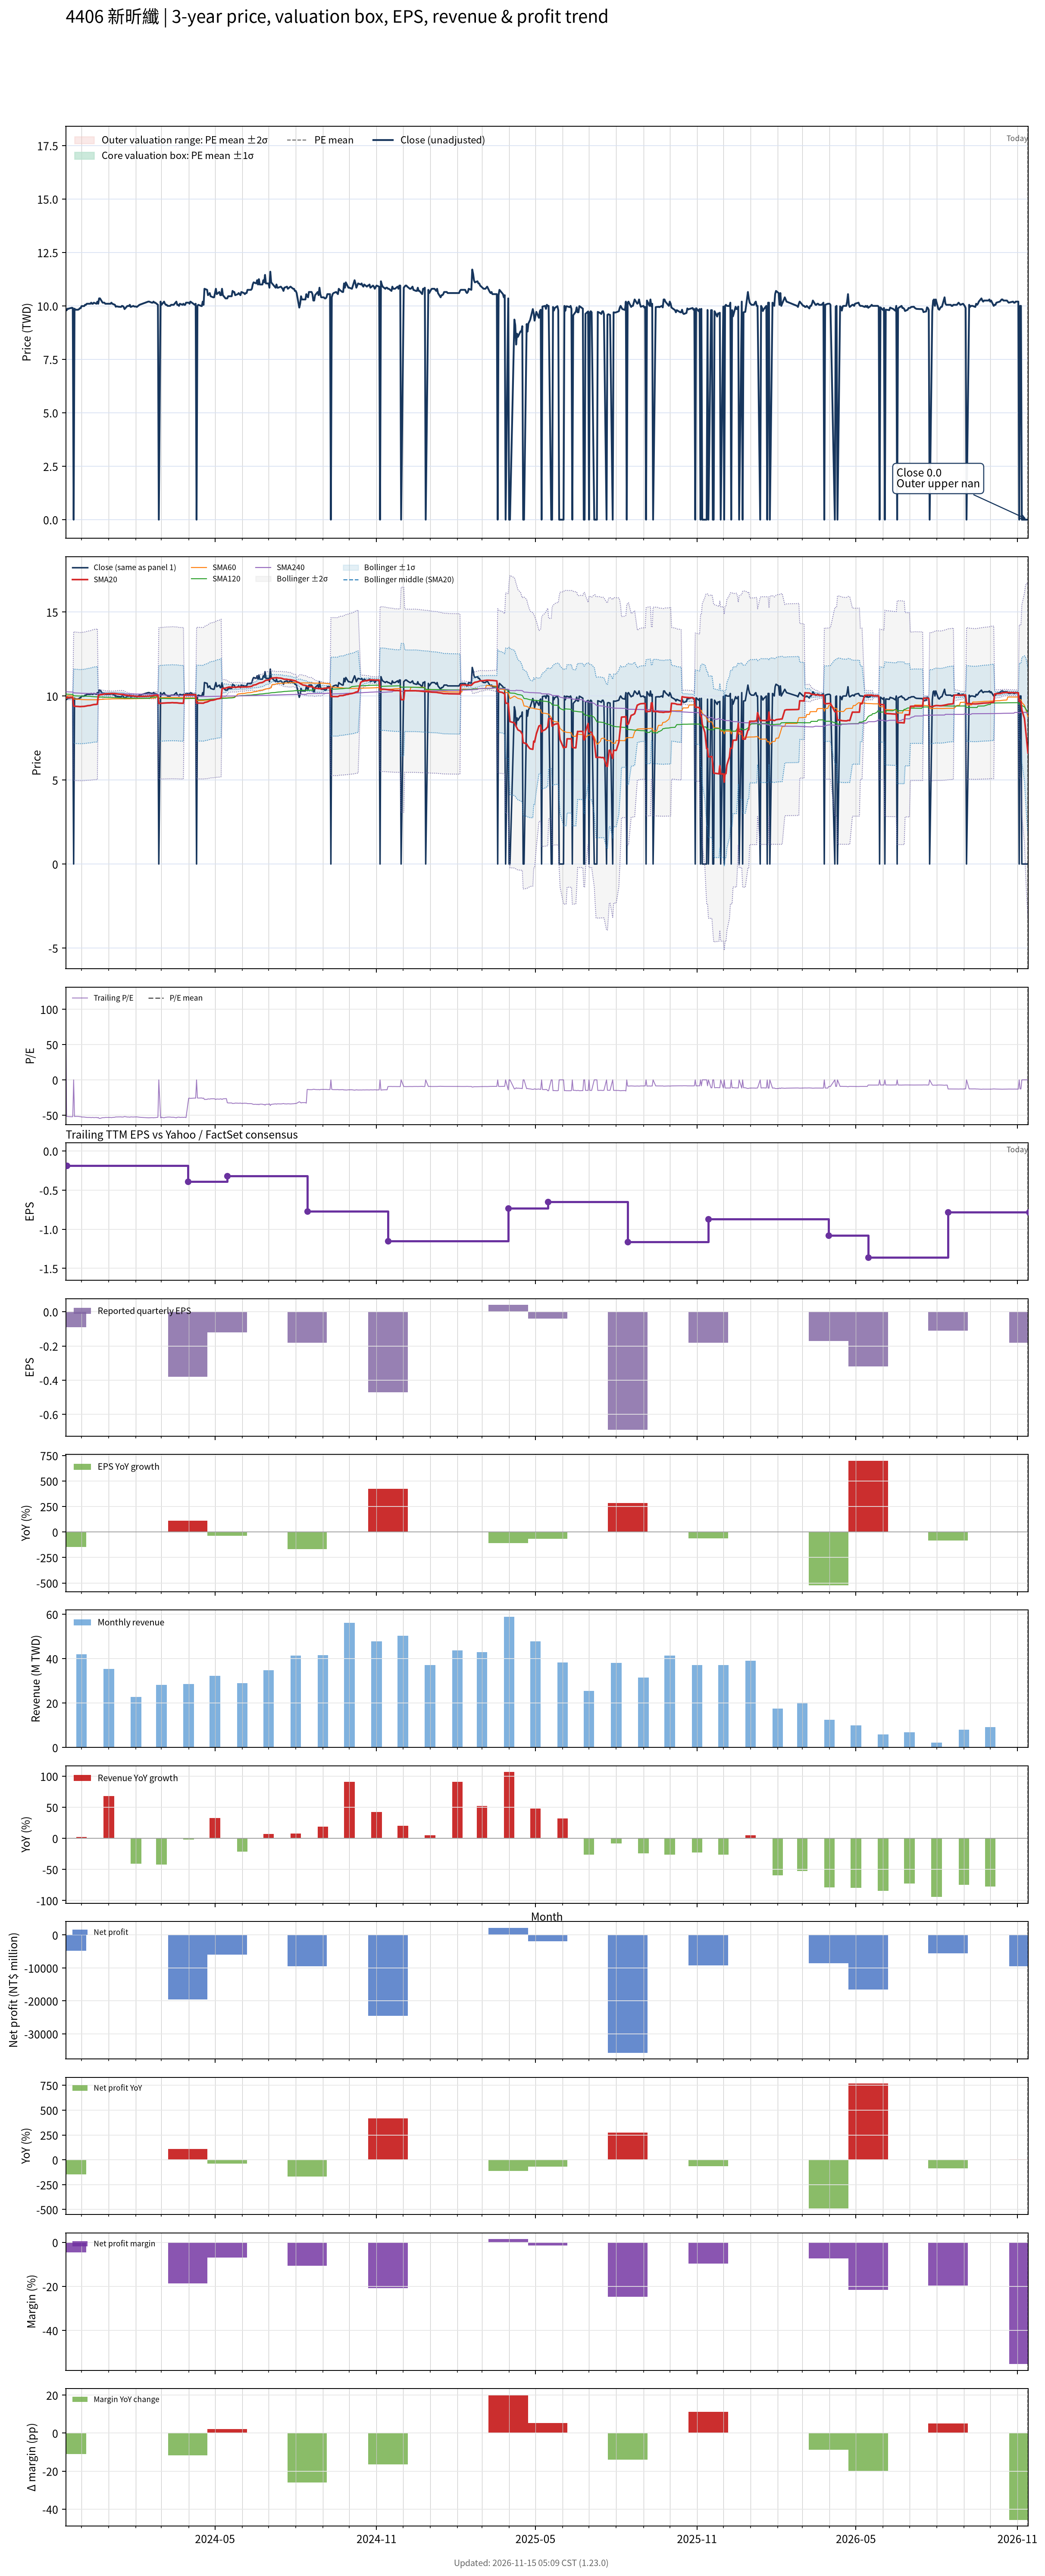 4406 新昕纖 | 3-year price, valuation box, EPS, revenue & profit trend
Outer valuation range: PE mean ±2σ
Core valuation box: PE mean ±1σ
PE mean
Close (unadjusted)
Today
17.5
15.0
12.5
10.0
7.5
5.0
2.5
0.0
Price (TWD)
Close 0.0
Outer upper nan
Close (same as panel 1)
SMA20
SMA60
SMA120
SMA240
Bollinger ±2σ
Bollinger ±1σ
Bollinger middle (SMA20)
15
10
5
0
-5
Price
Trailing P/E
P/E mean
100
50
0
-50
P/E
Trailing TTM EPS vs Yahoo / FactSet consensus
Today
0.0
-0.5
-1.0
-1.5
EPS
Reported quarterly EPS
0.0
-0.2
-0.4
-0.6
EPS
EPS YoY growth
750
500
250
0
-250
-500
YoY (%)
Monthly revenue
60
40
20
0
Revenue (M TWD)
Revenue YoY growth
100
50
0
-50
-100
YoY (%)
Month
Net profit
0
-10000
-20000
-30000
Net profit (NT$ million)
Net profit YoY
750
500
250
0
-250
-500
YoY (%)
Net profit margin
0
-20
-40
Margin (%)
Margin YoY change
20
0
-20
-40
Δ margin (pp)
2024-05
2024-11
2025-05
2025-11
2026-05
2026-11
Updated: 2026-11-15 05:09 CST (1.23.0)